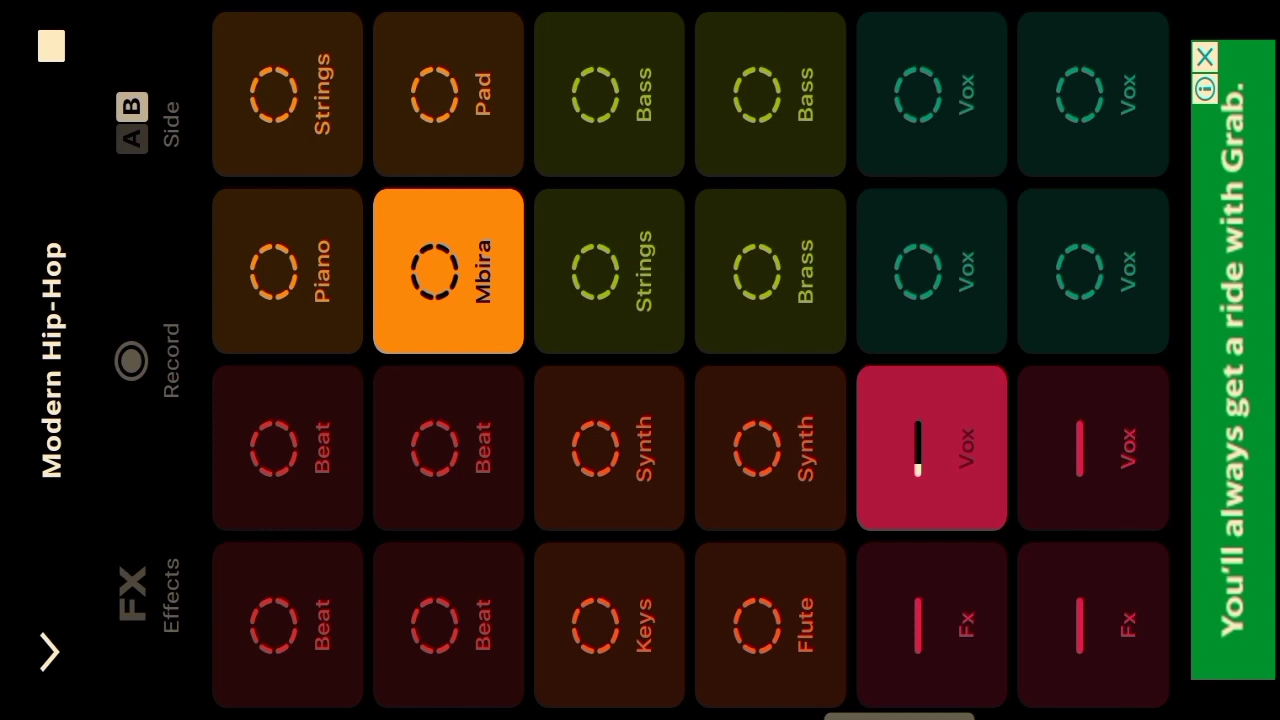 Modern Hip-Hop
FX A B
Effects Record Side
Beat Beat Piano Strings
Beat Beat Mbira Pad
Keys Synth Strings Bass
Flute Synth Brass Bass
Fx Vox Vox Vox
Fx Vox Vox Vox
You'll always get a ride with Grab.